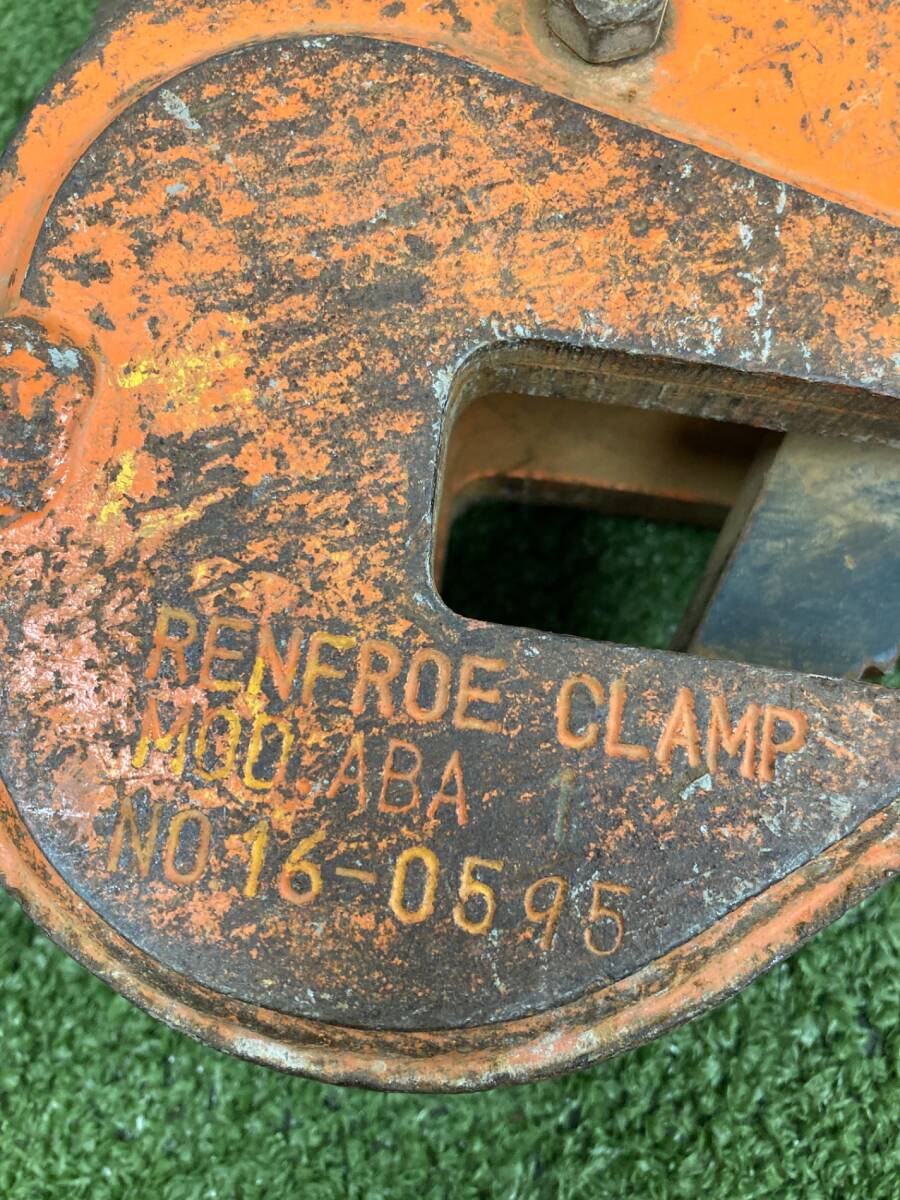 RENFROE CLAMP
MOD. ABA
NO. 16-0595